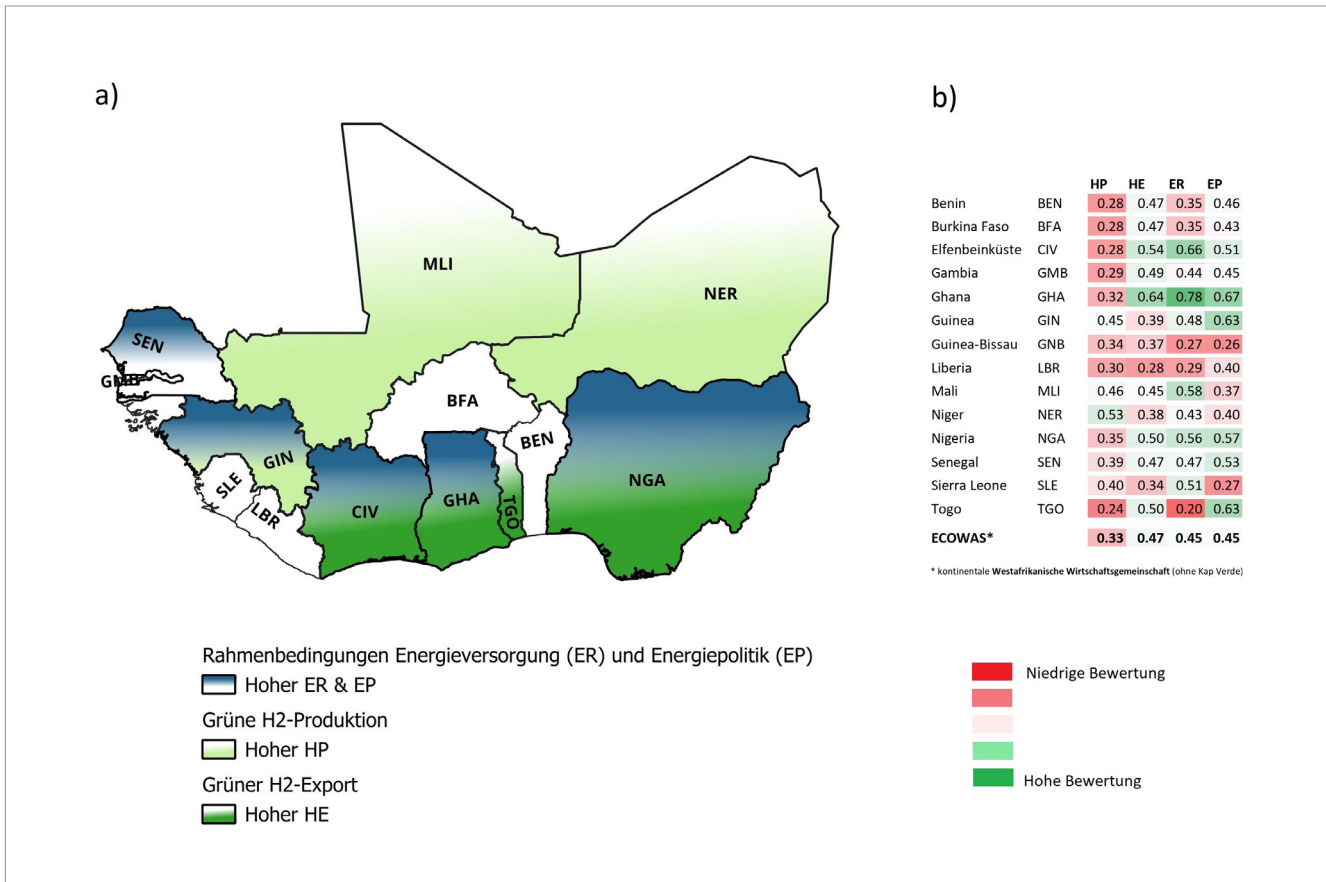 a)
MLI
NER
SEN
GMB
BFA
BEN
GIN
SLE
LBR
CIV
GHA
TGO
NGA
Rahmenbedingungen Energieversorgung (ER) und Energiepolitik (EP)
Hoher ER & EP
Grüne H2-Produktion
Hoher HP
Grüner H2-Export
Hoher HE
b)
HP HE ER EP
Benin BEN 0.28 0.47 0.35 0.46
Burkina Faso BFA 0.28 0.47 0.35 0.43
Elfenbeinküste CIV 0.28 0.54 0.66 0.51
Gambia GMB 0.29 0.49 0.44 0.45
Ghana GHA 0.32 0.64 0.78 0.67
Guinea GIN 0.45 0.39 0.48 0.63
Guinea-Bissau GNB 0.34 0.37 0.27 0.26
Liberia LBR 0.30 0.28 0.29 0.40
Mali MLI 0.46 0.45 0.58 0.37
Niger NER 0.53 0.38 0.43 0.40
Nigeria NGA 0.35 0.50 0.56 0.57
Senegal SEN 0.39 0.47 0.47 0.53
Sierra Leone SLE 0.40 0.34 0.51 0.27
Togo TGO 0.24 0.50 0.20 0.63
ECOWAS* 0.33 0.47 0.45 0.45
* kontinentale Westafrikanische Wirtschaftsgemeinschaft (ohne Kap Verde)
Niedrige Bewertung
Hohe Bewertung